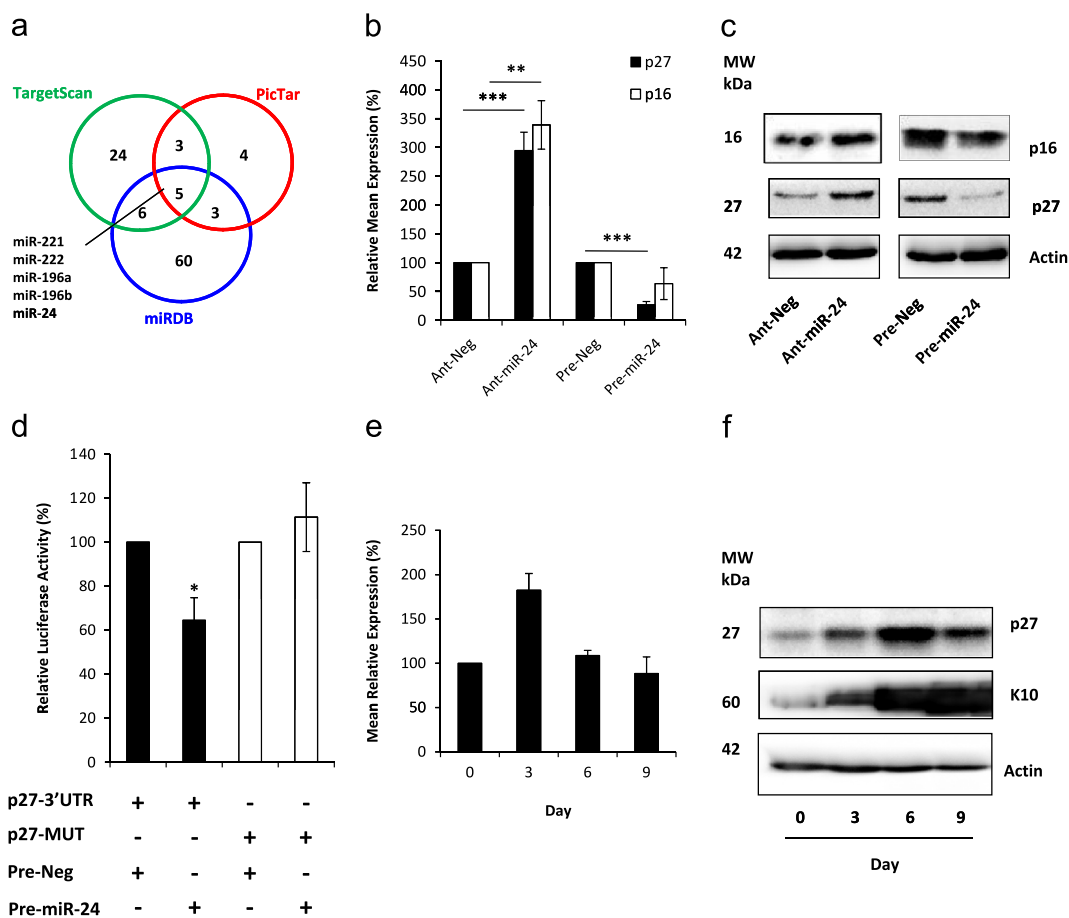 a
TargetScan
PicTar
24
3
4
5
6
3
miR-221
miR-222
miR-196a
miR-196b
miR-24
60
miRDB
b
Relative Mean Expression (%)
450
400
350
300
250
200
150
100
50
0
p27
p16
**
***
***
Ant-Neg
Ant-miR-24
Pre-Neg
Pre-miR-24
c
MW
kDa
16
p16
27
p27
42
Actin
Ant-Neg
Ant-miR-24
Pre-Neg
Pre-miR-24
d
Relative Luciferase Activity (%)
140
120
100
80
60
40
20
0
*
p27-3’UTR + + - -
p27-MUT - - + +
Pre-Neg + - + -
Pre-miR-24 - + - +
e
Mean Relative Expression (%)
250
200
150
100
50
0
0 3 6 9
Day
f
MW
kDa
27
p27
60
K10
42
Actin
0 3 6 9
Day